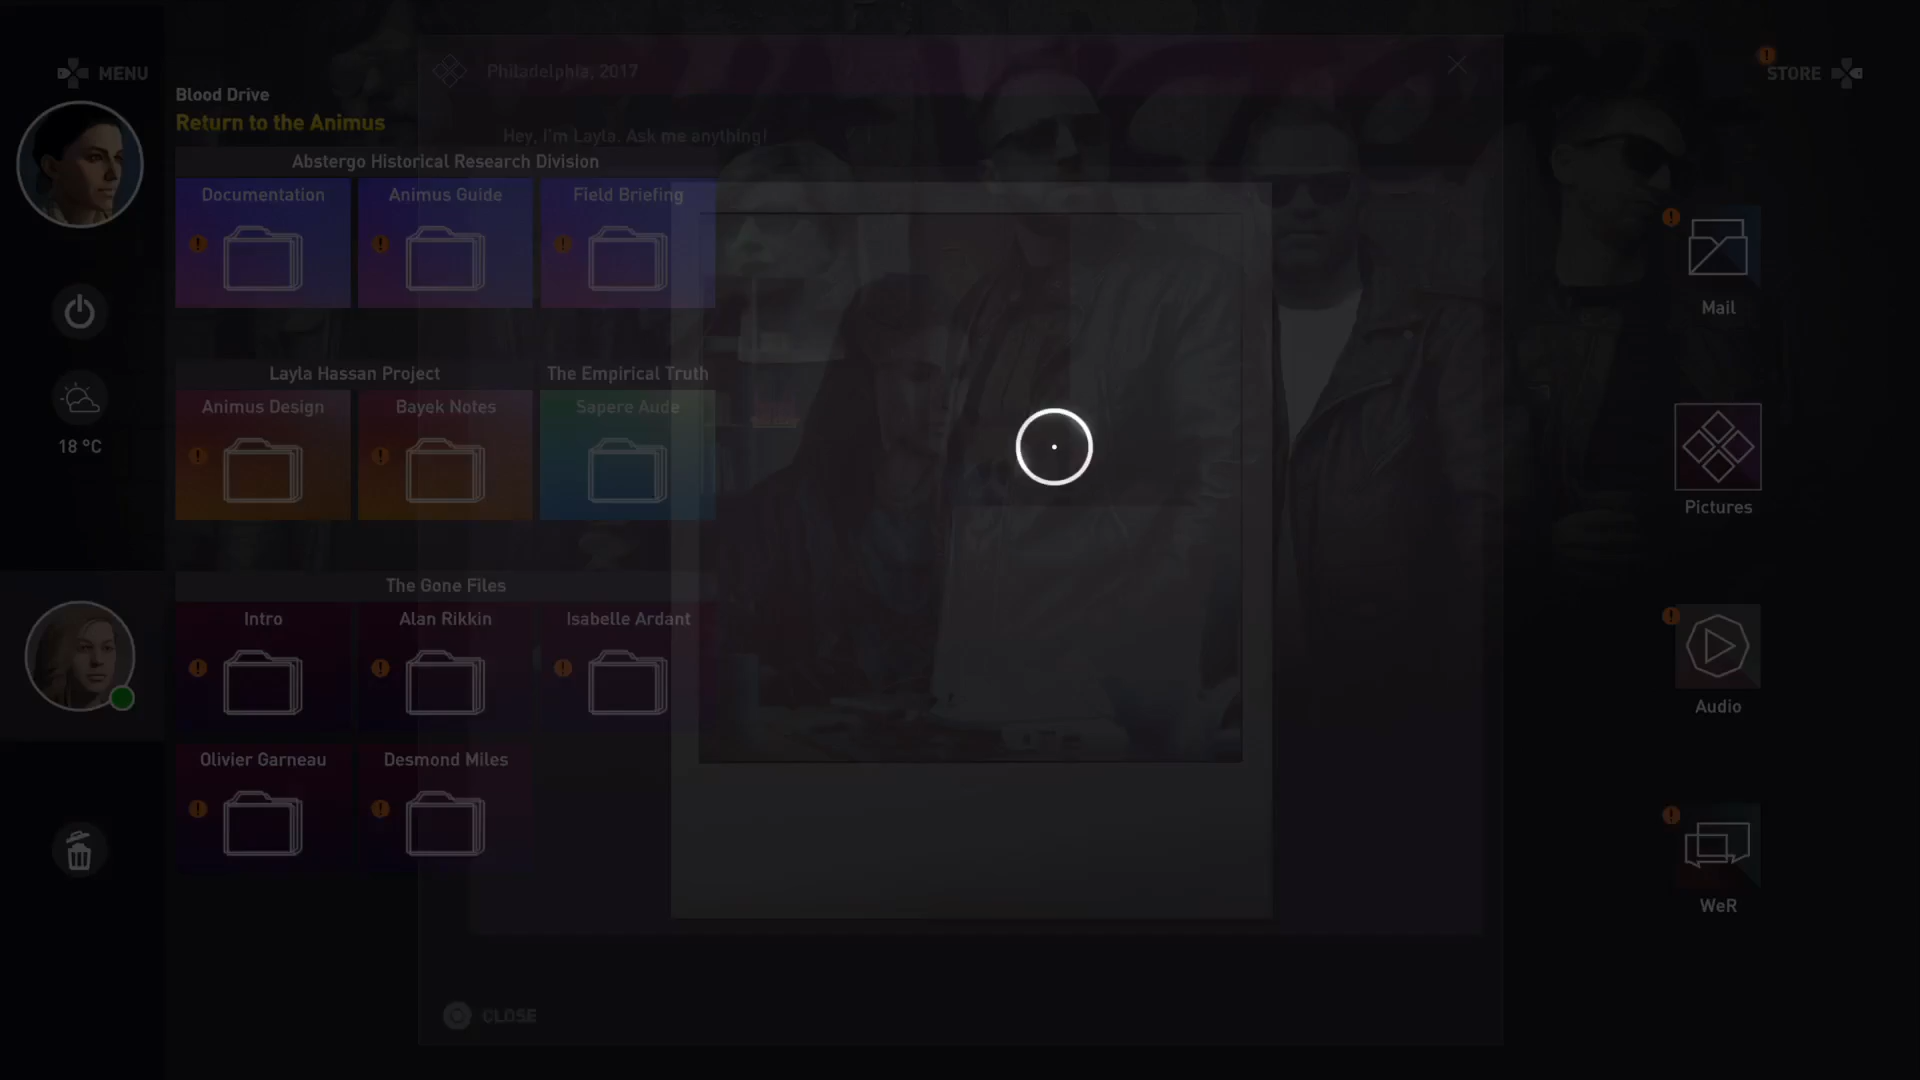 MENU
Philadelphia, 2017
STORE
Blood Drive
Return to the Animus
Hey, I'm Layla. Ask me anything!
Abstergo Historical Research Division
Documentation
Animus Guide
Field Briefing
Mail
Layla Hassan Project
The Empirical Truth
Animus Design
Bayek Notes
Sapere Aude
18 °C
Pictures
The Gone Files
Intro
Alan Rikkin
Isabelle Ardant
Audio
Olivier Garneau
Desmond Miles
WeR
CLOSE